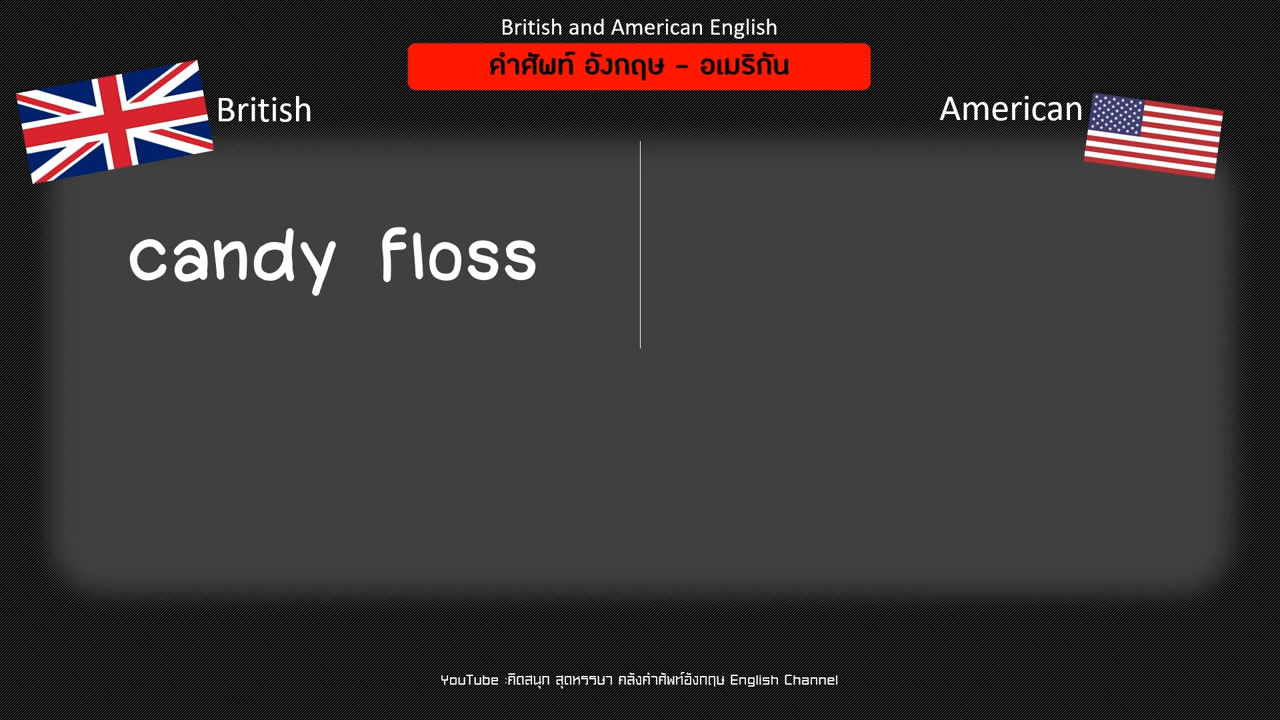 British and American English
คำศัพท์ อังกฤษ - อเมริกัน
British
American
candy floss
YouTube :คิดสนุก สุดหรรษา คลังคำศัพท์อังกฤษ English Channel